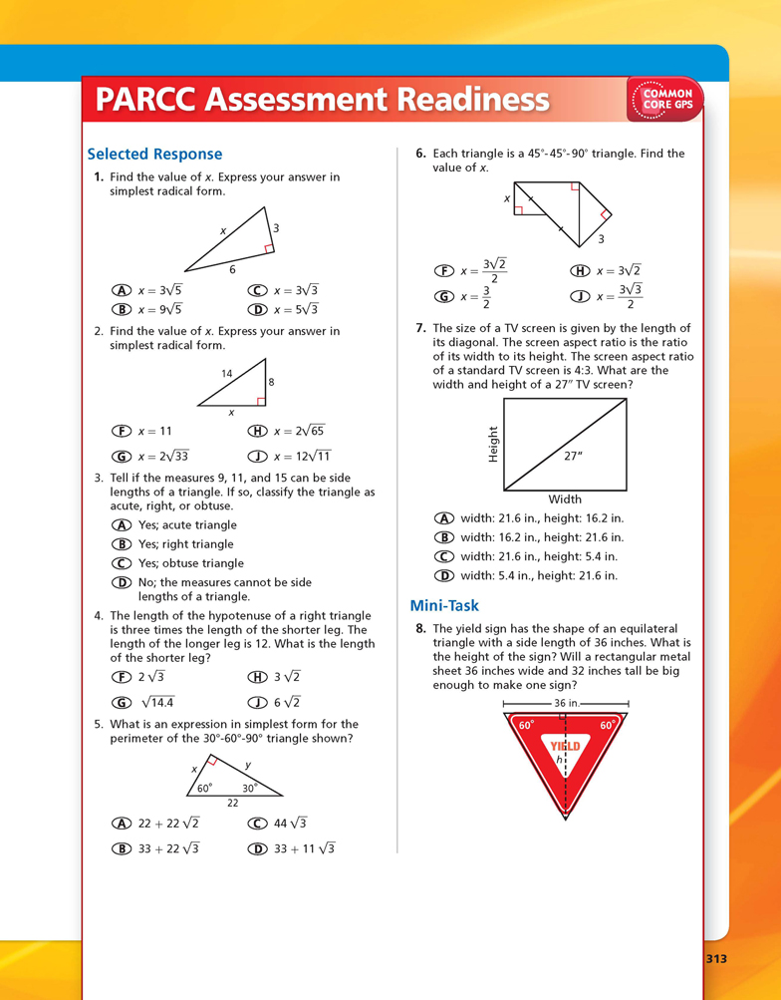 PARCC Assessment Readiness
COMMON
CORE GPS
Selected Response
1. Find the value of x. Express your answer in
simplest radical form.
x
3
6
A x = 3√5
C x = 3√3
B x = 9√5
D x = 5√3
2. Find the value of x. Express your answer in
simplest radical form.
14
8
x
F x = 11
H x = 2√65
G x = 2√33
J x = 12√11
3. Tell if the measures 9, 11, and 15 can be side
lengths of a triangle. If so, classify the triangle as
acute, right, or obtuse.
A Yes; acute triangle
B Yes; right triangle
C Yes; obtuse triangle
D No; the measures cannot be side
lengths of a triangle.
4. The length of the hypotenuse of a right triangle
is three times the length of the shorter leg. The
length of the longer leg is 12. What is the length
of the shorter leg?
F 2 √3
H 3 √2
G √14.4
J 6 √2
5. What is an expression in simplest form for the
perimeter of the 30°-60°-90° triangle shown?
x
y
60°
30°
22
A 22 + 22 √2
C 44 √3
B 33 + 22 √3
D 33 + 11 √3
6. Each triangle is a 45°-45°-90° triangle. Find the
value of x.
x
3
F x = 3√2/2
H x = 3√2
G x = 3/2
J x = 3√3/2
7. The size of a TV screen is given by the length of
its diagonal. The screen aspect ratio is the ratio
of its width to its height. The screen aspect ratio
of a standard TV screen is 4:3. What are the
width and height of a 27″ TV screen?
Height
27″
Width
A width: 21.6 in., height: 16.2 in.
B width: 16.2 in., height: 21.6 in.
C width: 21.6 in., height: 5.4 in.
D width: 5.4 in., height: 21.6 in.
Mini-Task
8. The yield sign has the shape of an equilateral
triangle with a side length of 36 inches. What is
the height of the sign? Will a rectangular metal
sheet 36 inches wide and 32 inches tall be big
enough to make one sign?
36 in.
60°
60°
YIELD
h
313